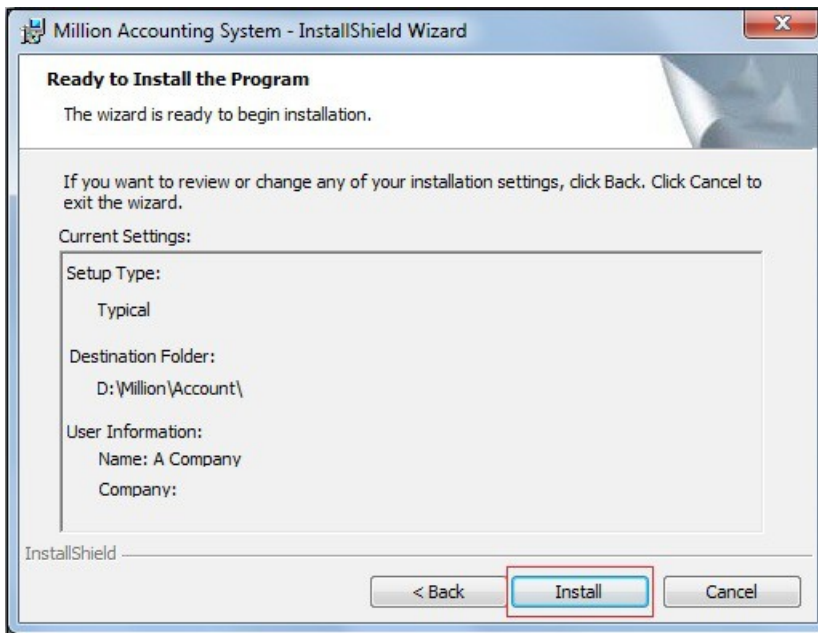 Million Accounting System - InstallShield Wizard
Ready to Install the Program
The wizard is ready to begin installation.
If you want to review or change any of your installation settings, click Back. Click Cancel to
exit the wizard.
Current Settings:
Setup Type:
Typical
Destination Folder:
D:\Million\Account\
User Information:
Name: A Company
Company:
InstallShield
< Back
Install
Cancel